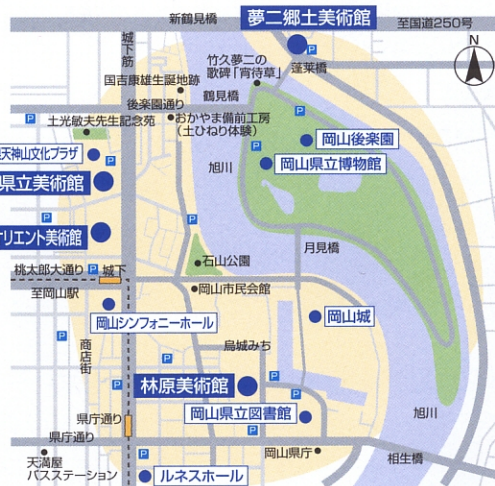 新鶴見橋
夢二郷土美術館
至国道250号
城下筋
竹久夢二の
歌碑「宵待草」
蓬莱橋
N
国吉康雄生誕地跡
鶴見橋
後楽園通り
P
土光敏夫先生記念苑
おかやま備前工房
(土ひねり体験)
岡山後楽園
天神山文化プラザ
旭川
岡山県立博物館
県立美術館
リエント美術館
月見橋
石山公園
桃太郎大通り
P
城下
至岡山駅
岡山市民会館
岡山シンフォニーホール
岡山城
商店街
烏城みち
林原美術館
岡山県立図書館
県庁通り
県庁通り
旭川
岡山県庁
相生橋
天満屋
バスステーション
ルネスホール